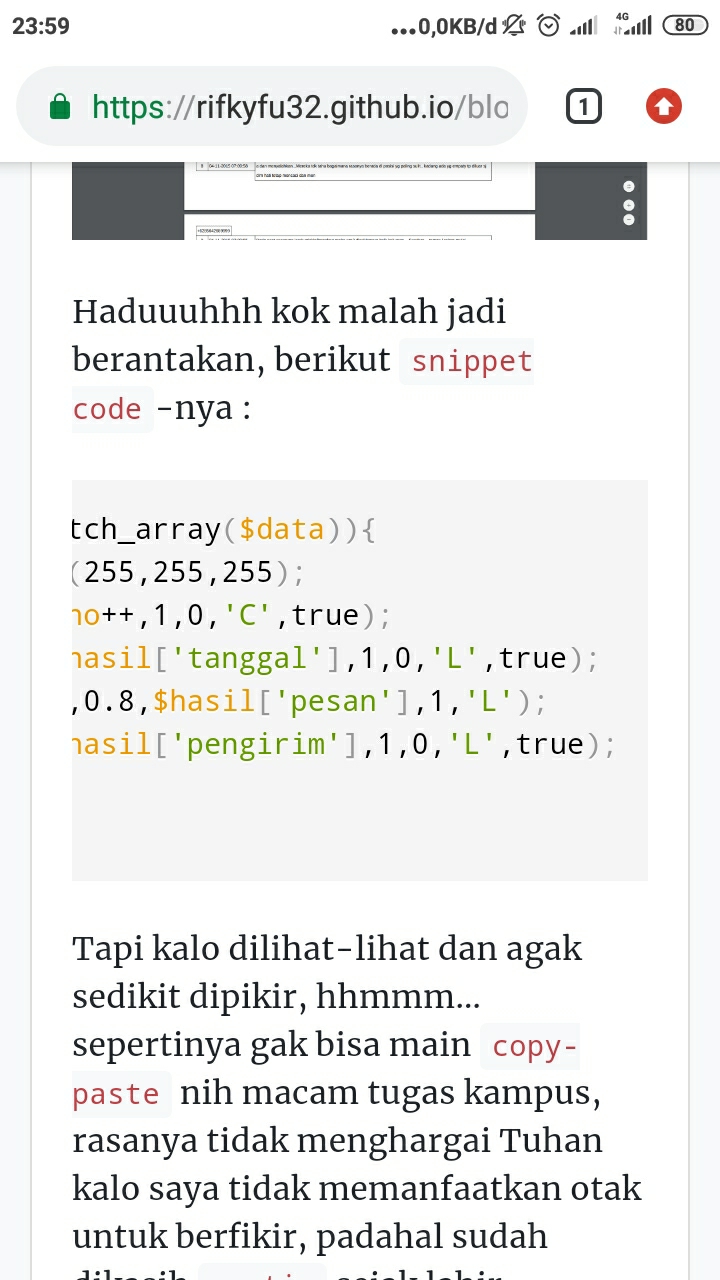 23:59
...0,0KB/d
4G
80
https://rifkyfu32.github.io/blo
1
Haduuuhhh kok malah jadi
berantakan, berikut snippet
code -nya :
tch_array($data)){
(255,255,255);
no++,1,0,'C',true);
hasil['tanggal'],1,0,'L',true);
,0.8,$hasil['pesan'],1,'L');
hasil['pengirim'],1,0,'L',true);
Tapi kalo dilihat-lihat dan agak
sedikit dipikir, hhmmm...
sepertinya gak bisa main copy-
paste nih macam tugas kampus,
rasanya tidak menghargai Tuhan
kalo saya tidak memanfaatkan otak
untuk berfikir, padahal sudah